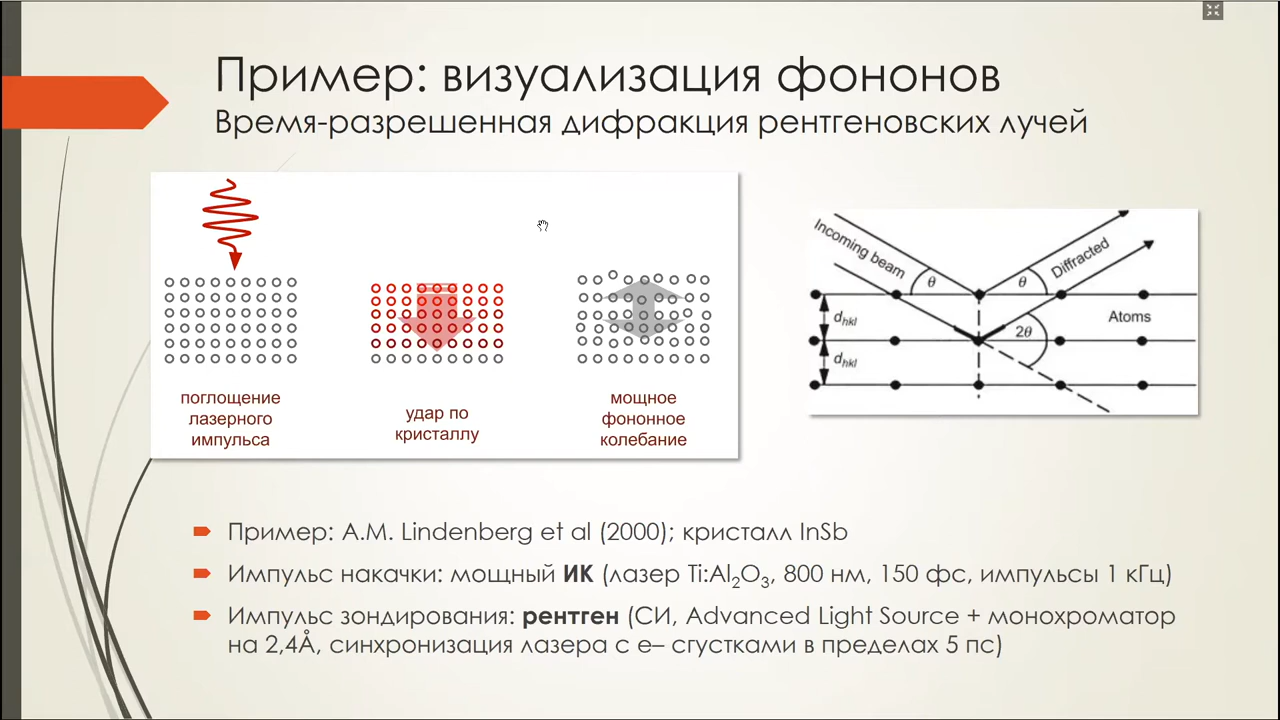 Пример: визуализация фононов
Время-разрешенная дифракция рентгеновских лучей
поглощение
лазерного
импульса
удар по
кристаллу
мощное
фононное
колебание
Incoming beam
θ
θ
Diffracted
d_hkl
2θ
Atoms
d_hkl
Пример: A.M. Lindenberg et al (2000); кристалл InSb
Импульс накачки: мощный ИК (лазер Ti:Al₂O₃, 800 нм, 150 фс, импульсы 1 кГц)
Импульс зондирования: рентген (СИ, Advanced Light Source + монохроматор
на 2,4Å, синхронизация лазера с e– сгустками в пределах 5 пс)